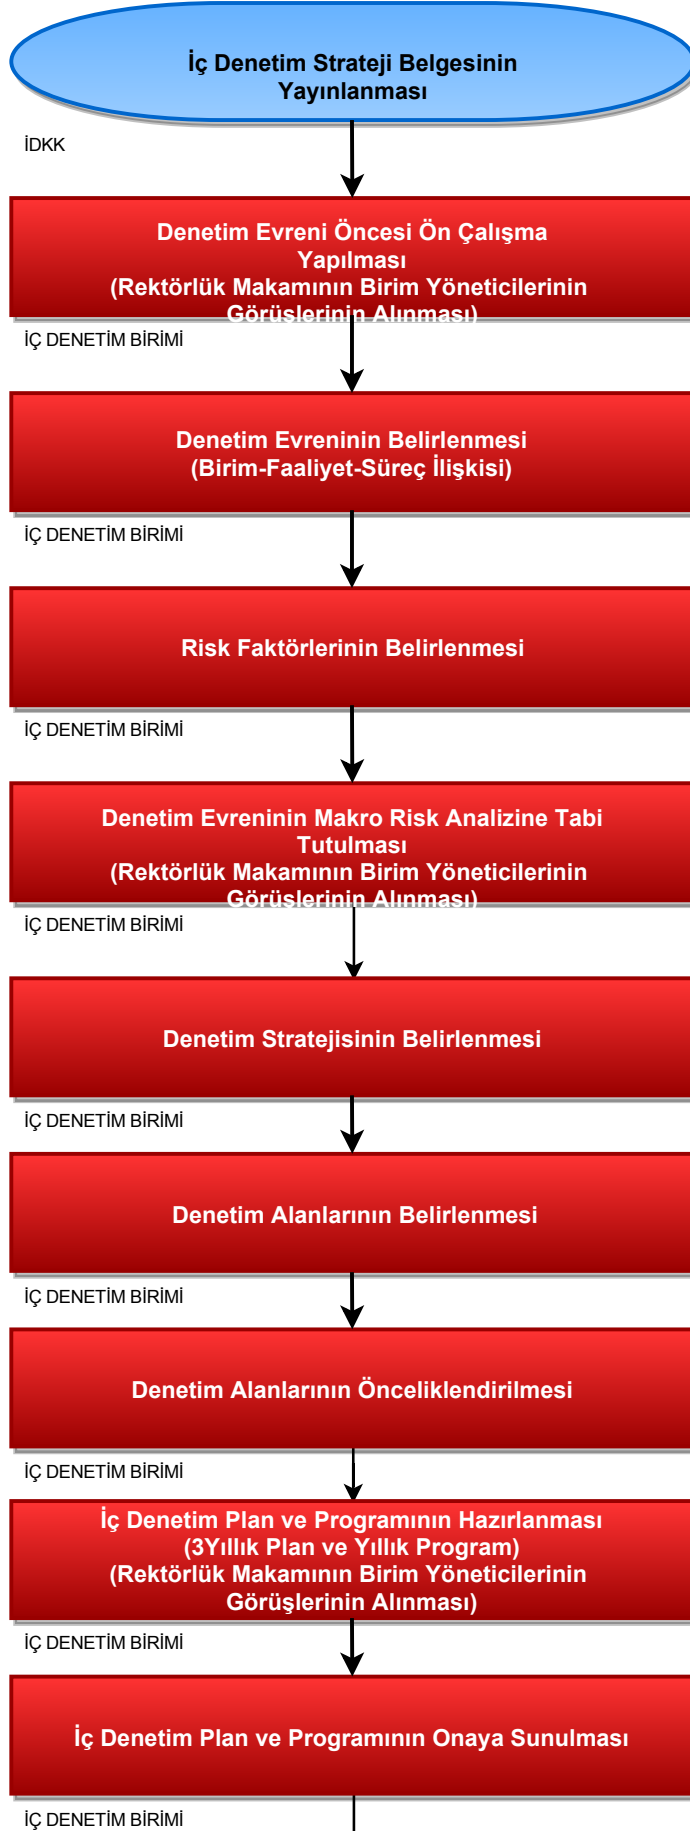 İç Denetim Strateji Belgesinin
Yayınlanması
İDKK
Denetim Evreni Öncesi Ön Çalışma
Yapılması
(Rektörlük Makamının Birim Yöneticilerinin
Görüşlerinin Alınması)
İÇ DENETİM BİRİMİ
Denetim Evreninin Belirlenmesi
(Birim-Faaliyet-Süreç İlişkisi)
İÇ DENETİM BİRİMİ
Risk Faktörlerinin Belirlenmesi
İÇ DENETİM BİRİMİ
Denetim Evreninin Makro Risk Analizine Tabi
Tutulması
(Rektörlük Makamının Birim Yöneticilerinin
Görüşlerinin Alınması)
İÇ DENETİM BİRİMİ
Denetim Stratejisinin Belirlenmesi
İÇ DENETİM BİRİMİ
Denetim Alanlarının Belirlenmesi
İÇ DENETİM BİRİMİ
Denetim Alanlarının Önceliklendirilmesi
İÇ DENETİM BİRİMİ
İç Denetim Plan ve Programının Hazırlanması
(3Yıllık Plan ve Yıllık Program)
(Rektörlük Makamının Birim Yöneticilerinin
Görüşlerinin Alınması)
İÇ DENETİM BİRİMİ
İç Denetim Plan ve Programının Onaya Sunulması
İÇ DENETİM BİRİMİ